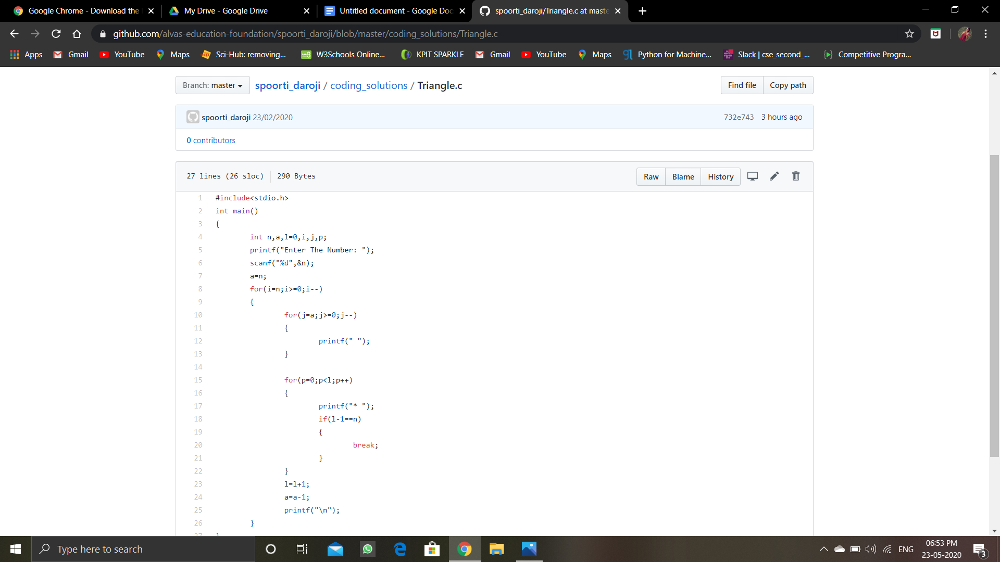 Google Chrome - Download the
My Drive - Google Drive
Untitled document - Google Doc
spoorti_daroji/Triangle.c at maste
github.com/alvas-education-foundation/spoorti_daroji/blob/master/coding_solutions/Triangle.c
Apps Gmail YouTube Maps Sci-Hub: removing... W3Schools Online... KPIT SPARKLE Gmail YouTube Maps Python for Machine... Slack | cse_second_... Competitive Progra...
Branch: master spoorti_daroji / coding_solutions / Triangle.c Find file Copy path
spoorti_daroji 23/02/2020 732e743 3 hours ago
0 contributors
27 lines (26 sloc) 290 Bytes Raw Blame History
1 #include<stdio.h>
2 int main()
3 {
4 int n,a,l=0,i,j,p;
5 printf("Enter The Number: ");
6 scanf("%d",&n);
7 a=n;
8 for(i=n;i>=0;i--)
9 {
10 for(j=a;j>=0;j--)
11 {
12 printf(" ");
13 }
14
15 for(p=0;p<l;p++)
16 {
17 printf("* ");
18 if(l-1==n)
19 {
20 break;
21 }
22 }
23 l=l+1;
24 a=a-1;
25 printf("\n");
26 }
27 }
Type here to search
ENG
06:53 PM
23-05-2020
3